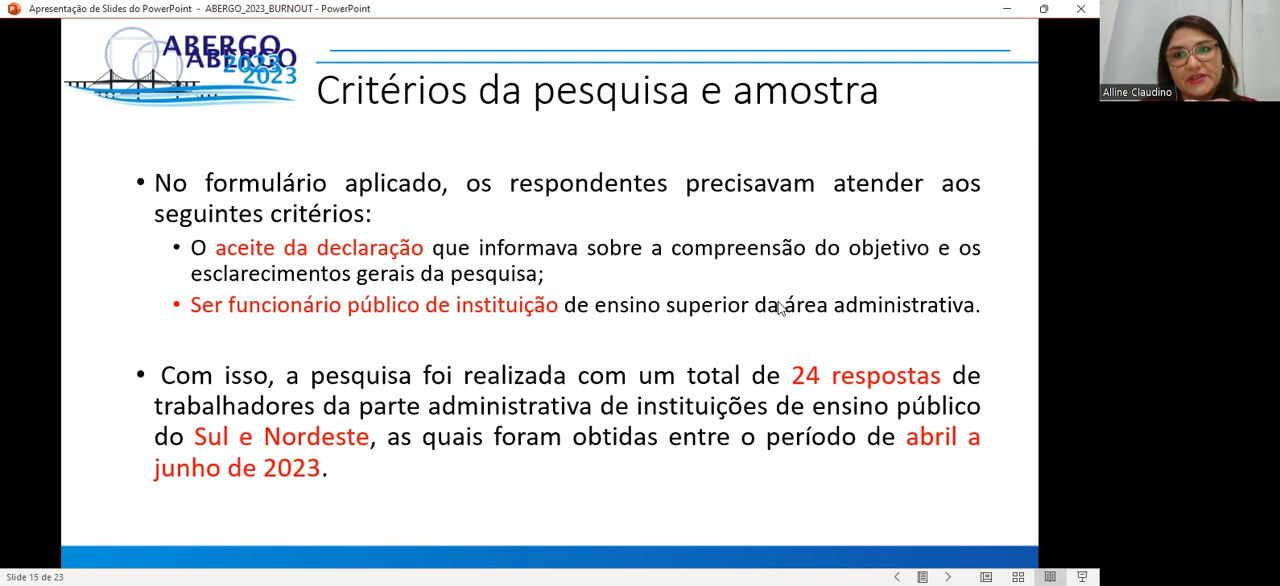 Apresentação de Slides do PowerPoint - ABERGO_2023_BURNOUT - PowerPoint
ABERGO
ABERGO
2023
2023
Critérios da pesquisa e amostra
• No formulário aplicado, os respondentes precisavam atender aos
seguintes critérios:
• O aceite da declaração que informava sobre a compreensão do objetivo e os
esclarecimentos gerais da pesquisa;
• Ser funcionário público de instituição de ensino superior da área administrativa.
• Com isso, a pesquisa foi realizada com um total de 24 respostas de
trabalhadores da parte administrativa de instituições de ensino público
do Sul e Nordeste, as quais foram obtidas entre o período de abril a
junho de 2023.
Alline Claudino
Slide 15 de 23